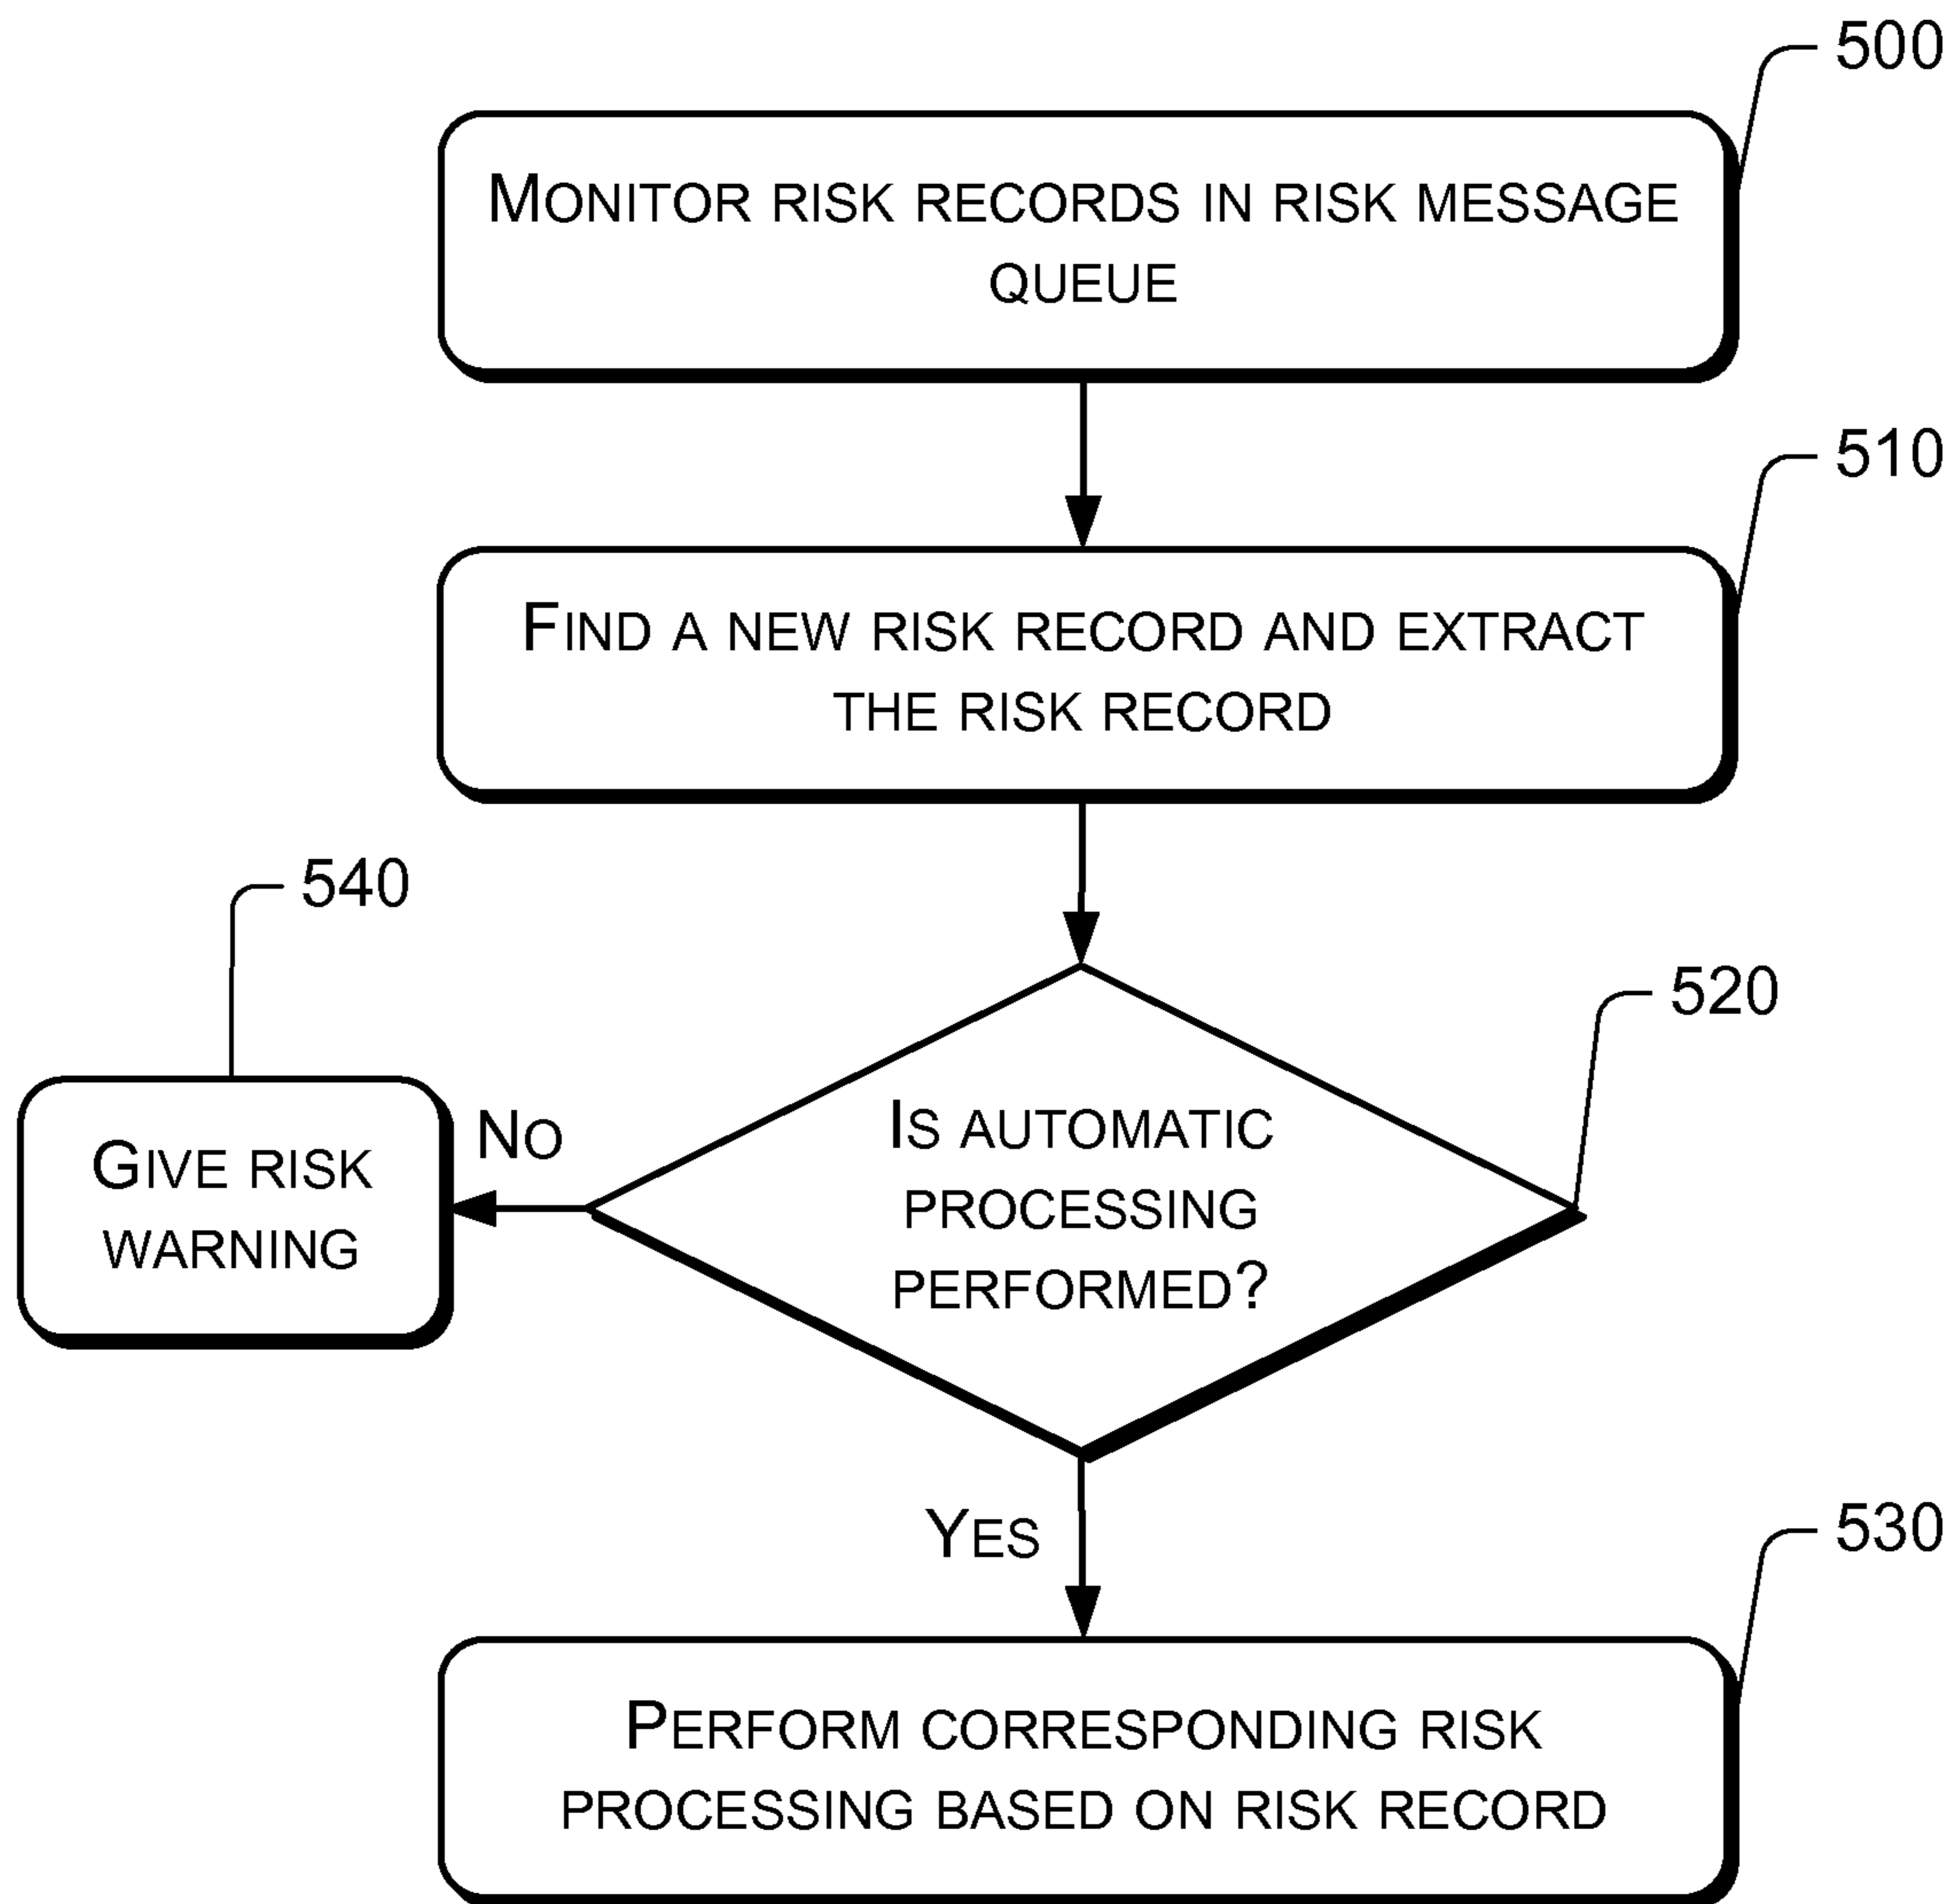 500
MONITOR RISK RECORDS IN RISK MESSAGE
QUEUE
510
FIND A NEW RISK RECORD AND EXTRACT
THE RISK RECORD
540
520
GIVE RISK
WARNING
NO
IS AUTOMATIC
PROCESSING
PERFORMED?
YES
530
PERFORM CORRESPONDING RISK
PROCESSING BASED ON RISK RECORD